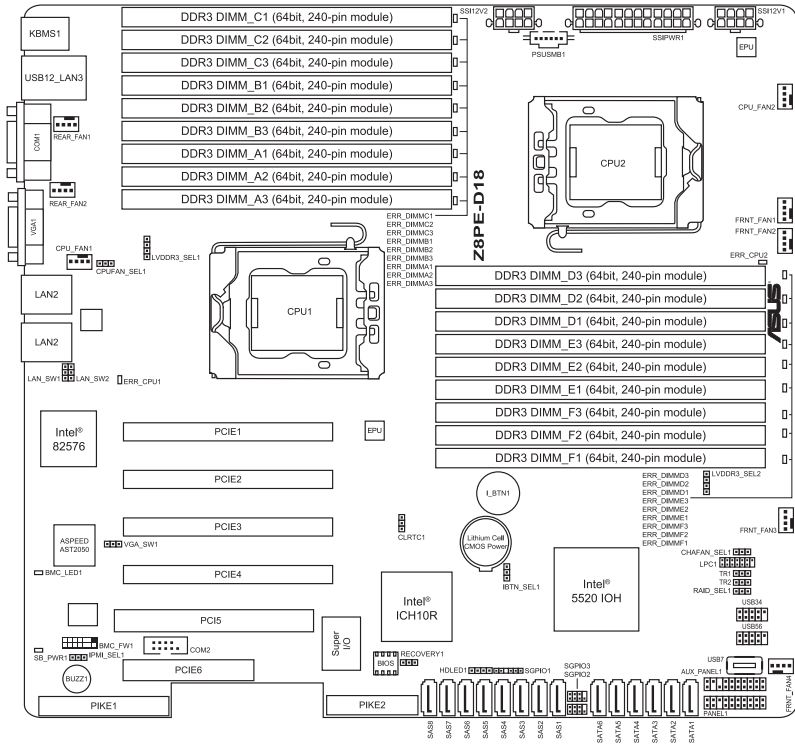 DDR3 DIMM_C1 (64bit, 240-pin module)
SSI12V2
SSI12V1
KBMS1
DDR3 DIMM_C2 (64bit, 240-pin module)
SSIPWR1
EPU
PSUSMB1
DDR3 DIMM_C3 (64bit, 240-pin module)
USB12_LAN3
DDR3 DIMM_B1 (64bit, 240-pin module)
DDR3 DIMM_B2 (64bit, 240-pin module)
CPU_FAN2
COM1
REAR_FAN1
DDR3 DIMM_B3 (64bit, 240-pin module)
DDR3 DIMM_A1 (64bit, 240-pin module)
CPU2
DDR3 DIMM_A2 (64bit, 240-pin module)
REAR_FAN2
DDR3 DIMM_A3 (64bit, 240-pin module)
Z8PE-D18
VGA1
ERR_DIMMC1
ERR_DIMMC2
ERR_DIMMC3
ERR_DIMMB1
ERR_DIMMB2
ERR_DIMMB3
ERR_DIMMA1
ERR_DIMMA2
ERR_DIMMA3
FRNT_FAN1
FRNT_FAN2
CPU_FAN1
LVDDR3_SEL1
CPUFAN_SEL1
ERR_CPU2
DDR3 DIMM_D3 (64bit, 240-pin module)
LAN2
DDR3 DIMM_D2 (64bit, 240-pin module)
ASUS
CPU1
DDR3 DIMM_D1 (64bit, 240-pin module)
LAN2
DDR3 DIMM_E3 (64bit, 240-pin module)
DDR3 DIMM_E2 (64bit, 240-pin module)
LAN_SW1
LAN_SW2
ERR_CPU1
DDR3 DIMM_E1 (64bit, 240-pin module)
DDR3 DIMM_F3 (64bit, 240-pin module)
Intel®
82576
PCIE1
EPU
DDR3 DIMM_F2 (64bit, 240-pin module)
DDR3 DIMM_F1 (64bit, 240-pin module)
PCIE2
I_BTN1
ERR_DIMMD3
ERR_DIMMD2
ERR_DIMMD1
ERR_DIMME3
ERR_DIMME2
ERR_DIMME1
ERR_DIMMF3
ERR_DIMMF2
ERR_DIMMF1
LVDDR3_SEL2
PCIE3
FRNT_FAN3
ASPEED
AST2050
VGA_SW1
CLRTC1
Lithium Cell
CMOS Power
CHAFAN_SEL1
LPC1
TR1
TR2
RAID_SEL1
BMC_LED1
PCIE4
IBTN_SEL1
Intel®
5520 IOH
Intel®
ICH10R
USB34
PCI5
USB56
Super
I/O
BMC_FW1
COM2
SB_PWR1
IPMI_SEL1
RECOVERY1
BIOS
USB7
BUZZ1
PCIE6
HDLED1
SGPIO1
SGPIO3
SGPIO2
AUX_PANEL1
FRNT_FAN4
PIKE1
PIKE2
PANEL1
SAS8
SAS7
SAS6
SAS5
SAS4
SAS3
SAS2
SAS1
SATA6
SATA5
SATA4
SATA3
SATA2
SATA1